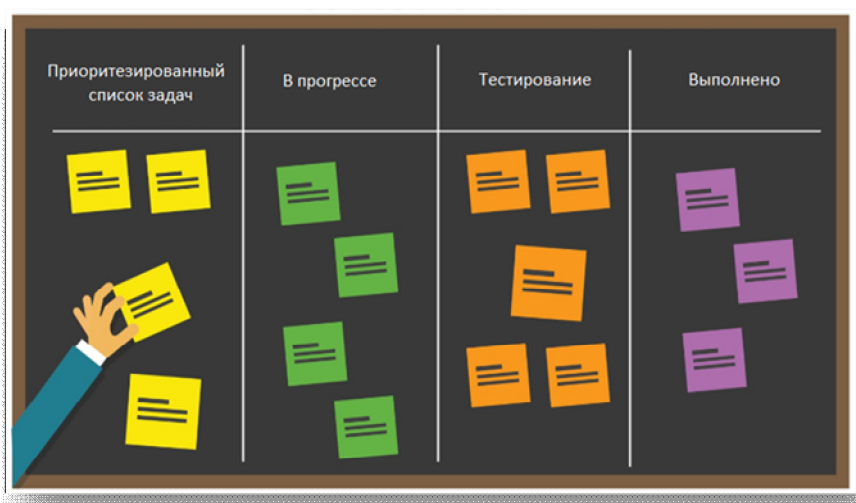 Приоритезированный
список задач
В прогрессе
Тестирование
Выполнено